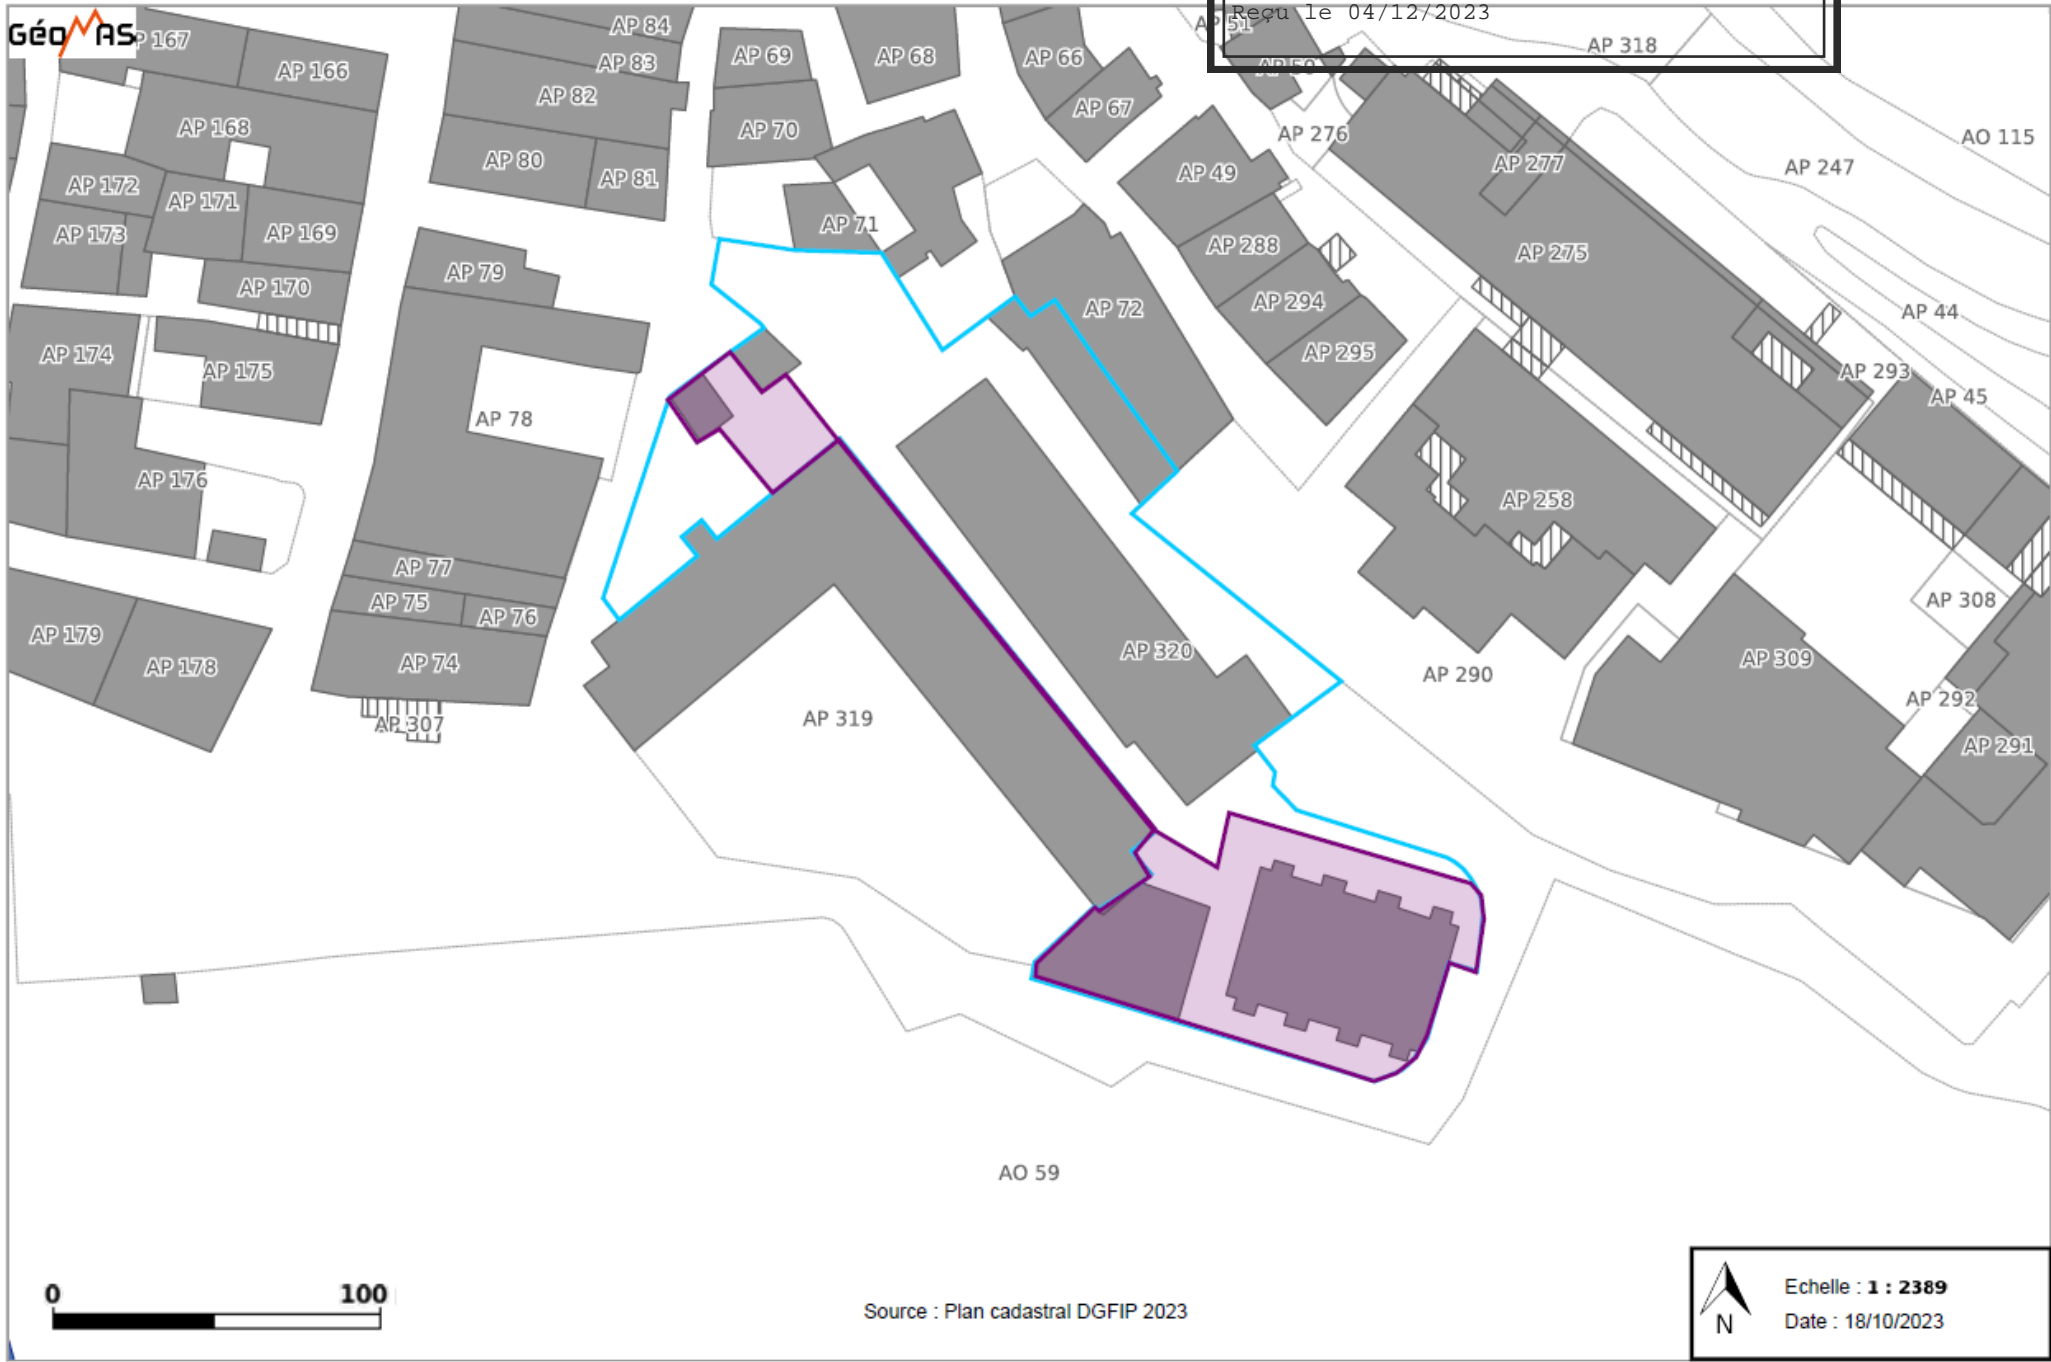 GéoMAS
Reçu le 04/12/2023
AP 84
AP 51
P 167
AP 69
AP 68
AP 66
AP 318
AP 166
AP 83
AP 50
AP 82
AP 67
AP 168
AP 70
AP 276
AO 115
AP 80
AP 277
AP 247
AP 172
AP 81
AP 49
AP 171
AP 173
AP 169
AP 71
AP 288
AP 275
AP 79
AP 170
AP 294
AP 72
AP 44
AP 174
AP 175
AP 295
AP 293
AP 45
AP 78
AP 176
AP 258
AP 77
AP 75
AP 76
AP 308
AP 179
AP 178
AP 74
AP 320
AP 290
AP 309
AP 307
AP 319
AP 292
AP 291
AO 59
0 100
Source : Plan cadastral DGFIP 2023
Echelle : 1 : 2389
Date : 18/10/2023
N